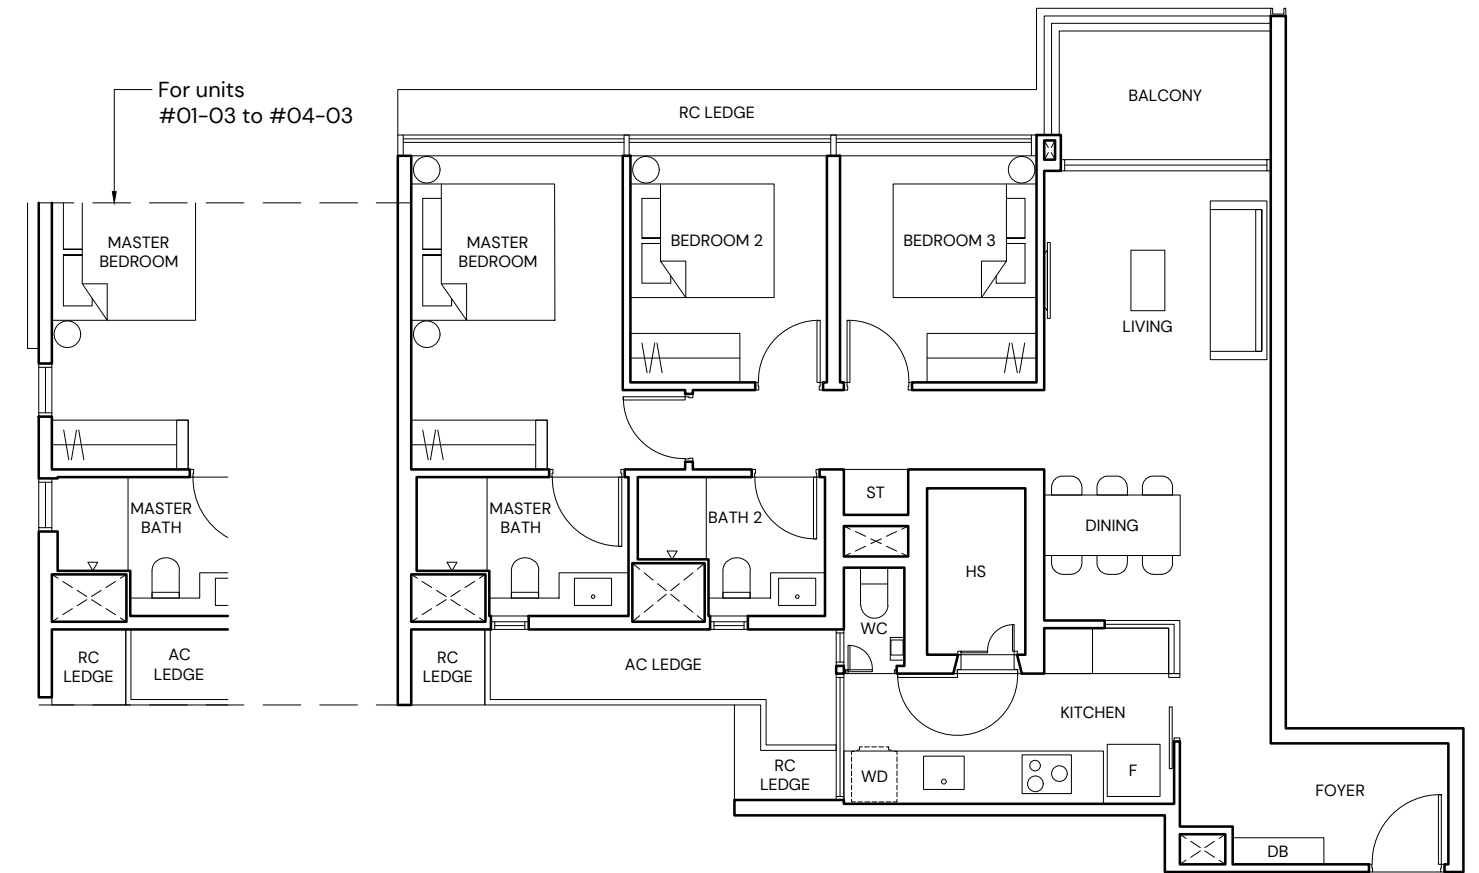 For units
#01-03 to #04-03
RC LEDGE
BALCONY
MASTER
BEDROOM
MASTER
BEDROOM
BEDROOM 2
BEDROOM 3
LIVING
MASTER
BATH
MASTER
BATH
BATH 2
ST
DINING
HS
WC
RC
LEDGE
AC
LEDGE
RC
LEDGE
AC LEDGE
KITCHEN
RC
LEDGE
WD
F
FOYER
DB